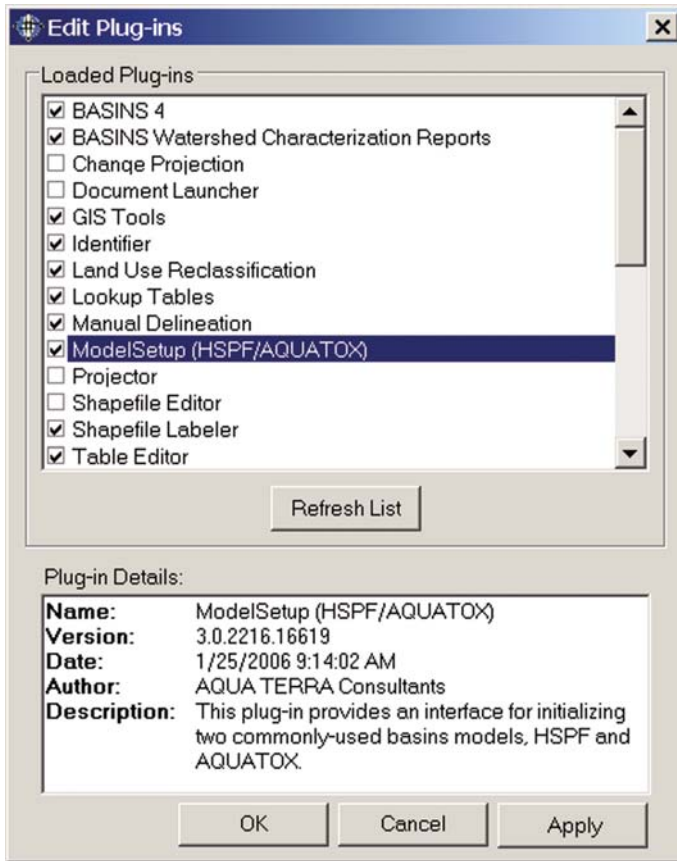 Edit Plug-ins
Loaded Plug-ins
BASINS 4
BASINS Watershed Characterization Reports
Change Projection
Document Launcher
GIS Tools
Identifier
Land Use Reclassification
Lookup Tables
Manual Delineation
ModelSetup (HSPF/AQUATOX)
Projector
Shapefile Editor
Shapefile Labeler
Table Editor
Refresh List
Plug-in Details:
Name: ModelSetup (HSPF/AQUATOX)
Version: 3.0.2216.16619
Date: 1/25/2006 9:14:02 AM
Author: AQUA TERRA Consultants
Description: This plug-in provides an interface for initializing
two commonly-used basins models, HSPF and
AQUATOX.
OK Cancel Apply